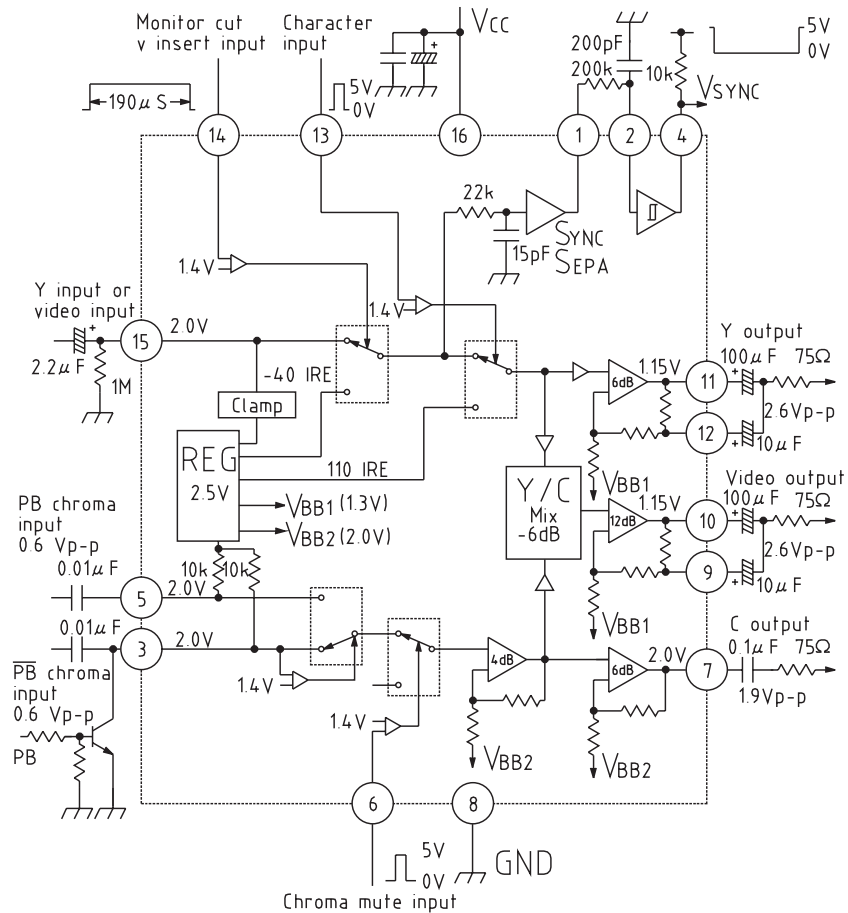 Monitor cut
v insert input
Character
input
VCC
200pF
200k
10k
5V
0V
VSYNC
190μS
5V
0V
14
13
16
1
2
4
22k
15pF
SYNC
SEPA
1.4V
1.4V
Y input or
video input
+
2.2μF
1M
15
2.0V
-40 IRE
Clamp
REG
2.5V
110 IRE
VBB1 (1.3V)
VBB2 (2.0V)
10k
10k
6dB
1.15V
VBB1
11
12
Y output
100μF
75Ω
2.6Vp-p
10μF
Y/C
Mix
-6dB
12dB
1.15V
VBB1
10
9
Video output
100μF
75Ω
2.6Vp-p
10μF
PB chroma
input
0.6 Vp-p
0.01μF
5
2.0V
0.01μF
3
2.0V
P̅B̅ chroma
input
0.6 Vp-p
PB
1.4V
1.4V
4dB
VBB2
6dB
2.0V
VBB2
7
C output
0.1μF
75Ω
1.9Vp-p
6
8
5V
0V
GND
Chroma mute input